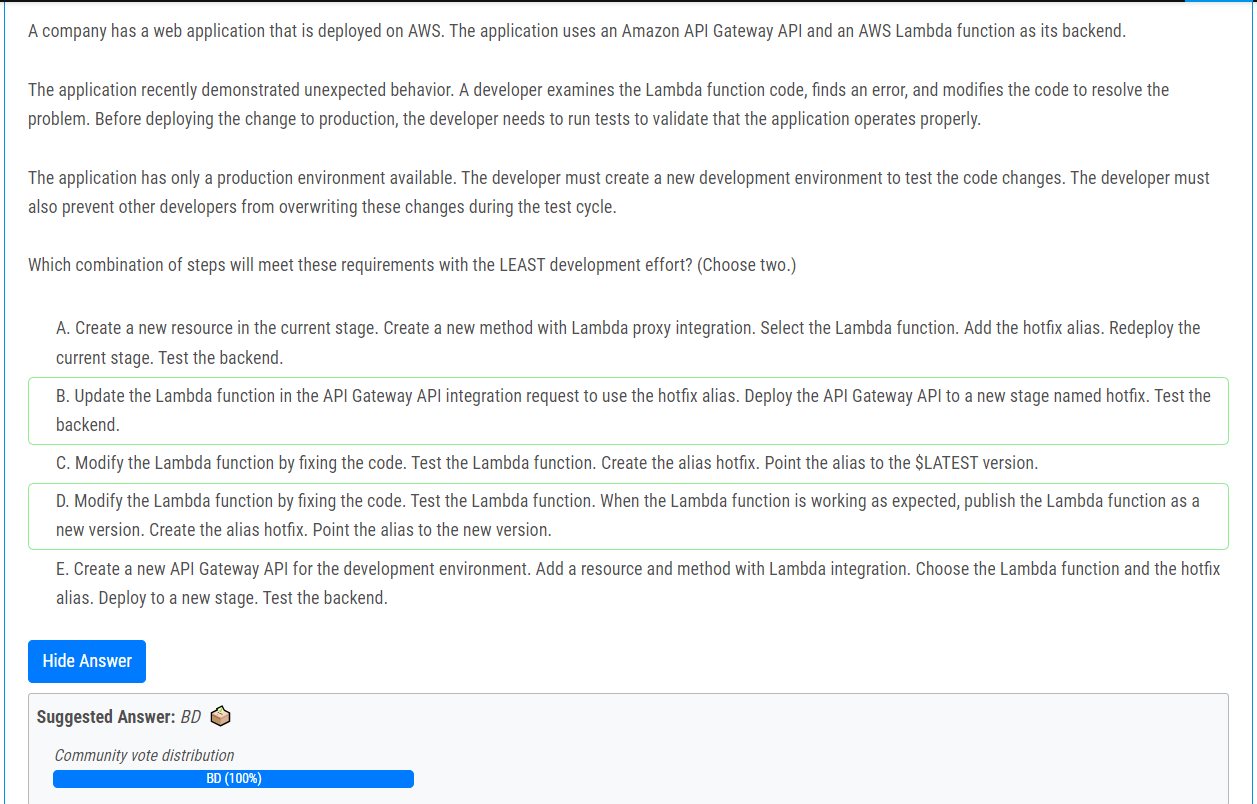 A company has a web application that is deployed on AWS. The application uses an Amazon API Gateway API and an AWS Lambda function as its backend.
The application recently demonstrated unexpected behavior. A developer examines the Lambda function code, finds an error, and modifies the code to resolve the
problem. Before deploying the change to production, the developer needs to run tests to validate that the application operates properly.
The application has only a production environment available. The developer must create a new development environment to test the code changes. The developer must
also prevent other developers from overwriting these changes during the test cycle.
Which combination of steps will meet these requirements with the LEAST development effort? (Choose two.)
A. Create a new resource in the current stage. Create a new method with Lambda proxy integration. Select the Lambda function. Add the hotfix alias. Redeploy the
current stage. Test the backend.
B. Update the Lambda function in the API Gateway API integration request to use the hotfix alias. Deploy the API Gateway API to a new stage named hotfix. Test the
backend.
C. Modify the Lambda function by fixing the code. Test the Lambda function. Create the alias hotfix. Point the alias to the $LATEST version.
D. Modify the Lambda function by fixing the code. Test the Lambda function. When the Lambda function is working as expected, publish the Lambda function as a
new version. Create the alias hotfix. Point the alias to the new version.
E. Create a new API Gateway API for the development environment. Add a resource and method with Lambda integration. Choose the Lambda function and the hotfix
alias. Deploy to a new stage. Test the backend.
Hide Answer
Suggested Answer: BD
Community vote distribution
BD (100%)